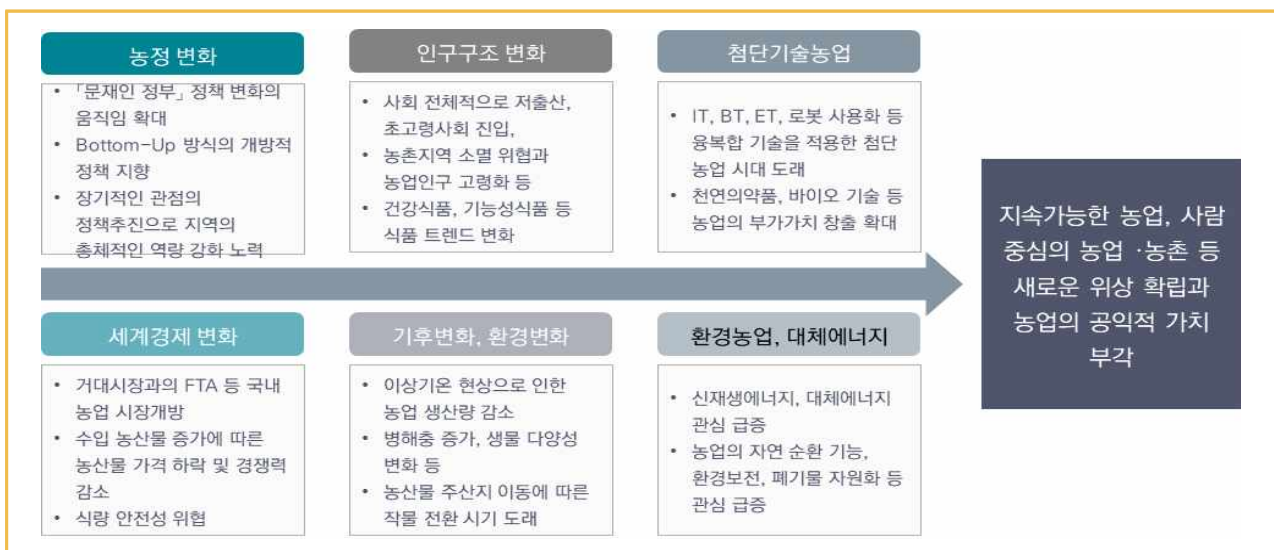 농정 변화
• 「문재인 정부」 정책 변화의
움직임 확대
• Bottom-Up 방식의 개방적
정책 지향
• 장기적인 관점의
정책추진으로 지역의
총체적인 역량 강화 노력
인구구조 변화
• 사회 전체적으로 저출산,
초고령사회 진입,
• 농촌지역 소멸 위협과
농업인구 고령화 등
• 건강식품, 기능성식품 등
식품 트렌드 변화
첨단기술농업
• IT, BT, ET, 로봇 사용화 등
융복합 기술을 적용한 첨단
농업 시대 도래
• 천연의약품, 바이오 기술 등
농업의 부가가치 창출 확대
세계경제 변화
• 거대시장과의 FTA 등 국내
농업 시장개방
• 수입 농산물 증가에 따른
농산물 가격 하락 및 경쟁력
감소
• 식량 안전성 위협
기후변화, 환경변화
• 이상기온 현상으로 인한
농업 생산량 감소
• 병해충 증가, 생물 다양성
변화 등
• 농산물 주산지 이동에 따른
작물 전환 시기 도래
환경농업, 대체에너지
• 신재생에너지, 대체에너지
관심 급증
• 농업의 자연 순환 기능,
환경보전, 폐기물 자원화 등
관심 급증
지속가능한 농업, 사람
중심의 농업 ·농촌 등
새로운 위상 확립과
농업의 공익적 가치
부각